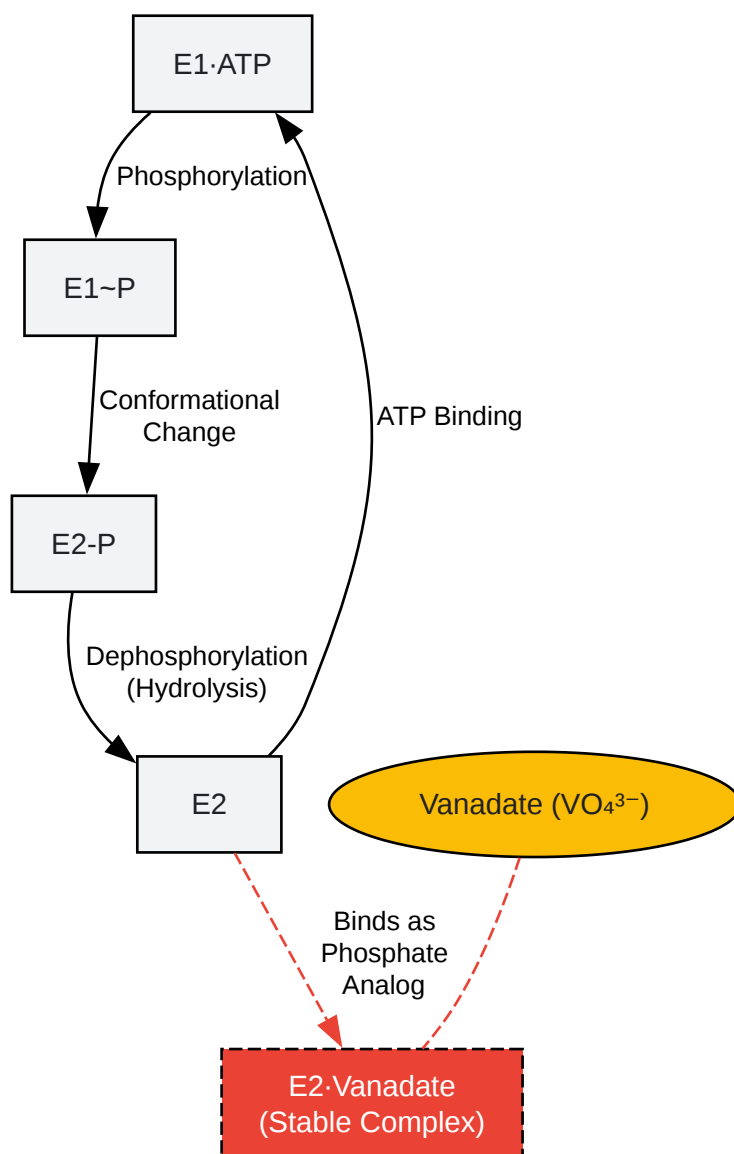 E1·ATP
Phosphorylation
E1~P
Conformational
Change
ATP Binding
E2-P
Dephosphorylation
(Hydrolysis)
E2
Vanadate (VO₄³⁻)
Binds as
Phosphate
Analog
E2·Vanadate
(Stable Complex)